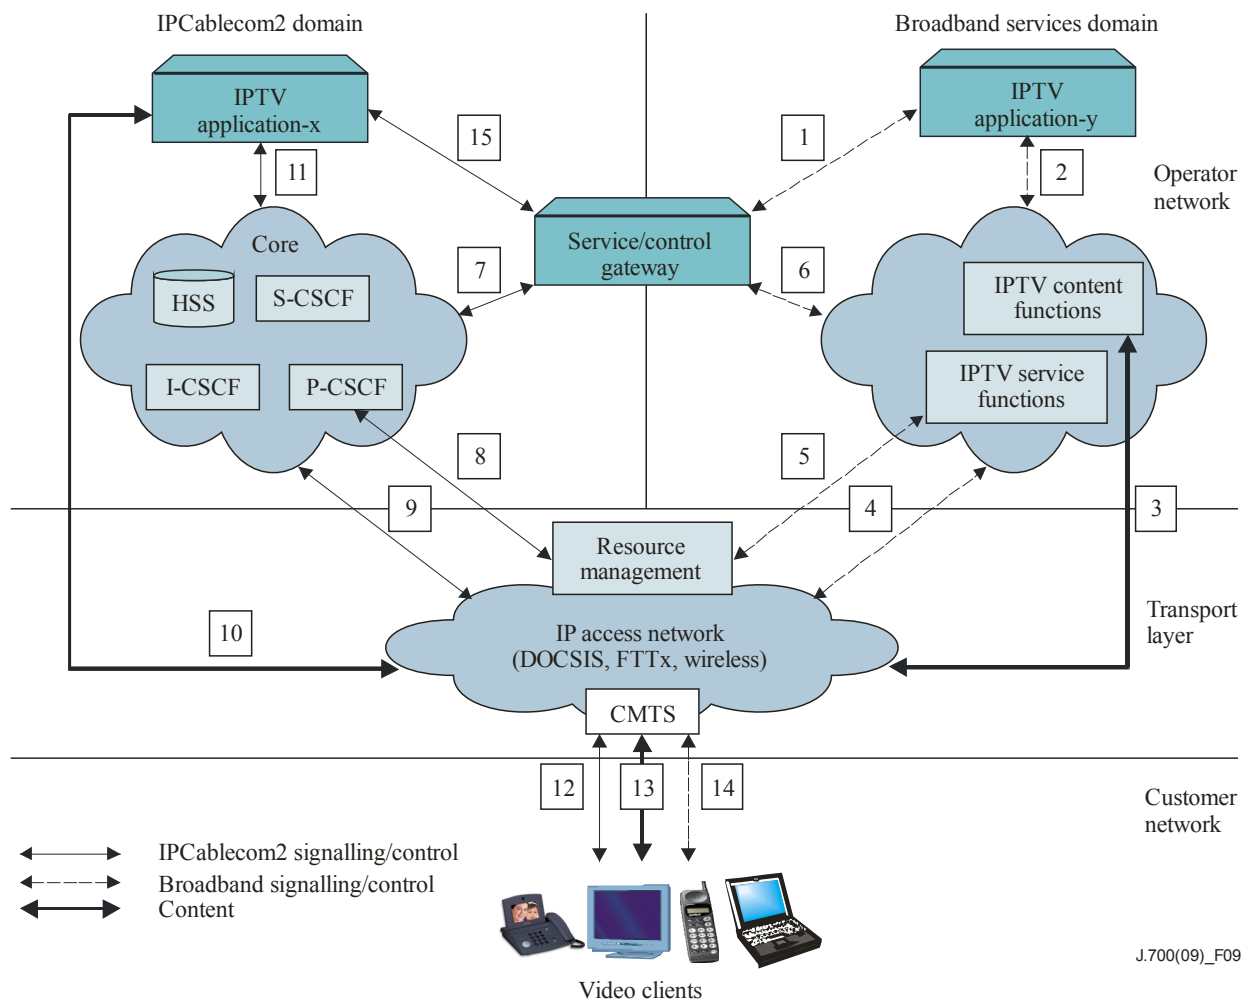 IPCablecom2 domain
Broadband services domain
IPTV
application-x
IPTV
application-y
15
1
11
2
Operator
network
Core
Service/control
gateway
7
6
HSS
S-CSCF
IPTV content
functions
I-CSCF
P-CSCF
IPTV service
functions
8
5
9
4
3
Resource
management
10
IP access network
(DOCSIS, FTTx, wireless)
Transport
layer
CMTS
12
13
14
Customer
network
IPCablecom2 signalling/control
Broadband signalling/control
Content
J.700(09)_F09
Video clients